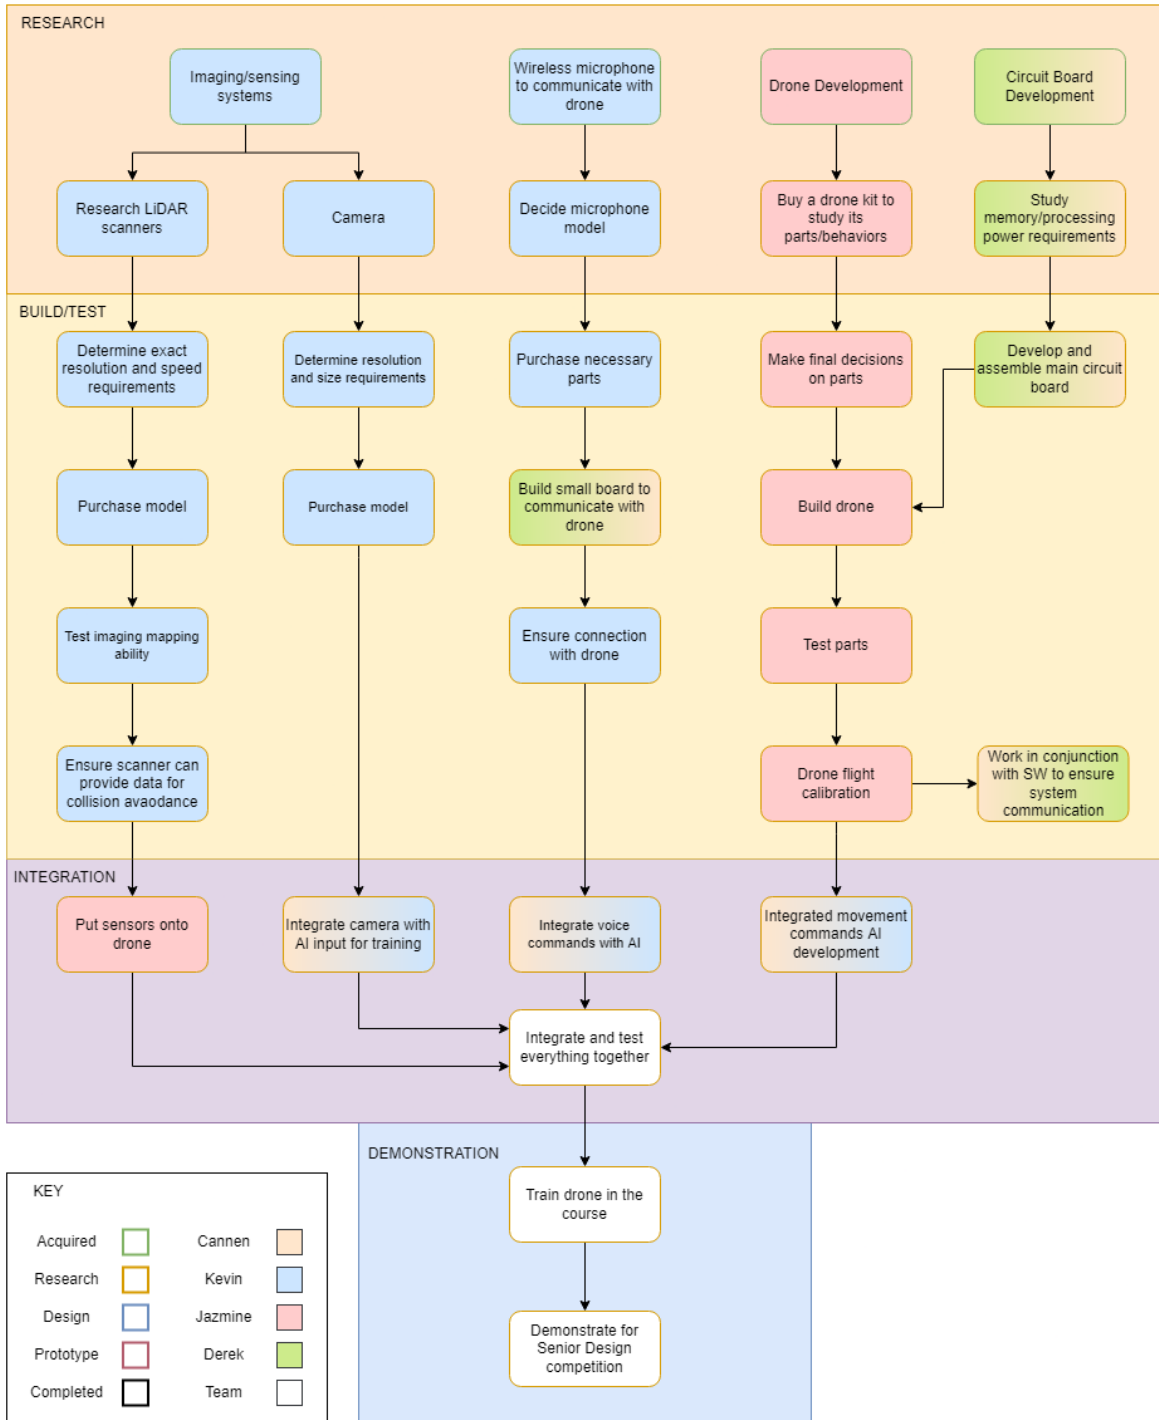 RESEARCH
Imaging/sensing
systems
Wireless microphone
to communicate with
drone
Drone Development
Circuit Board
Development
Research LiDAR
scanners
Camera
Decide microphone
model
Buy a drone kit to
study its
parts/behaviors
Study
memory/processing
power requirements
BUILD/TEST
Determine exact
resolution and speed
requirements
Determine resolution
and size requirements
Purchase necessary
parts
Make final decisions
on parts
Develop and
assemble main circuit
board
Purchase model
Purchase model
Build small board to
communicate with
drone
Build drone
Test imaging mapping
ability
Ensure connection
with drone
Test parts
Ensure scanner can
provide data for
collision avaodance
Drone flight
calibration
Work in conjunction
with SW to ensure
system
communication
INTEGRATION
Put sensors onto
drone
Integrate camera with
AI input for training
Integrate voice
commands with AI
Integrated movement
commands AI
development
Integrate and test
everything together
DEMONSTRATION
Train drone in the
course
Demonstrate for
Senior Design
competition
KEY
Acquired
Cannen
Research
Kevin
Design
Jazmine
Prototype
Derek
Completed
Team